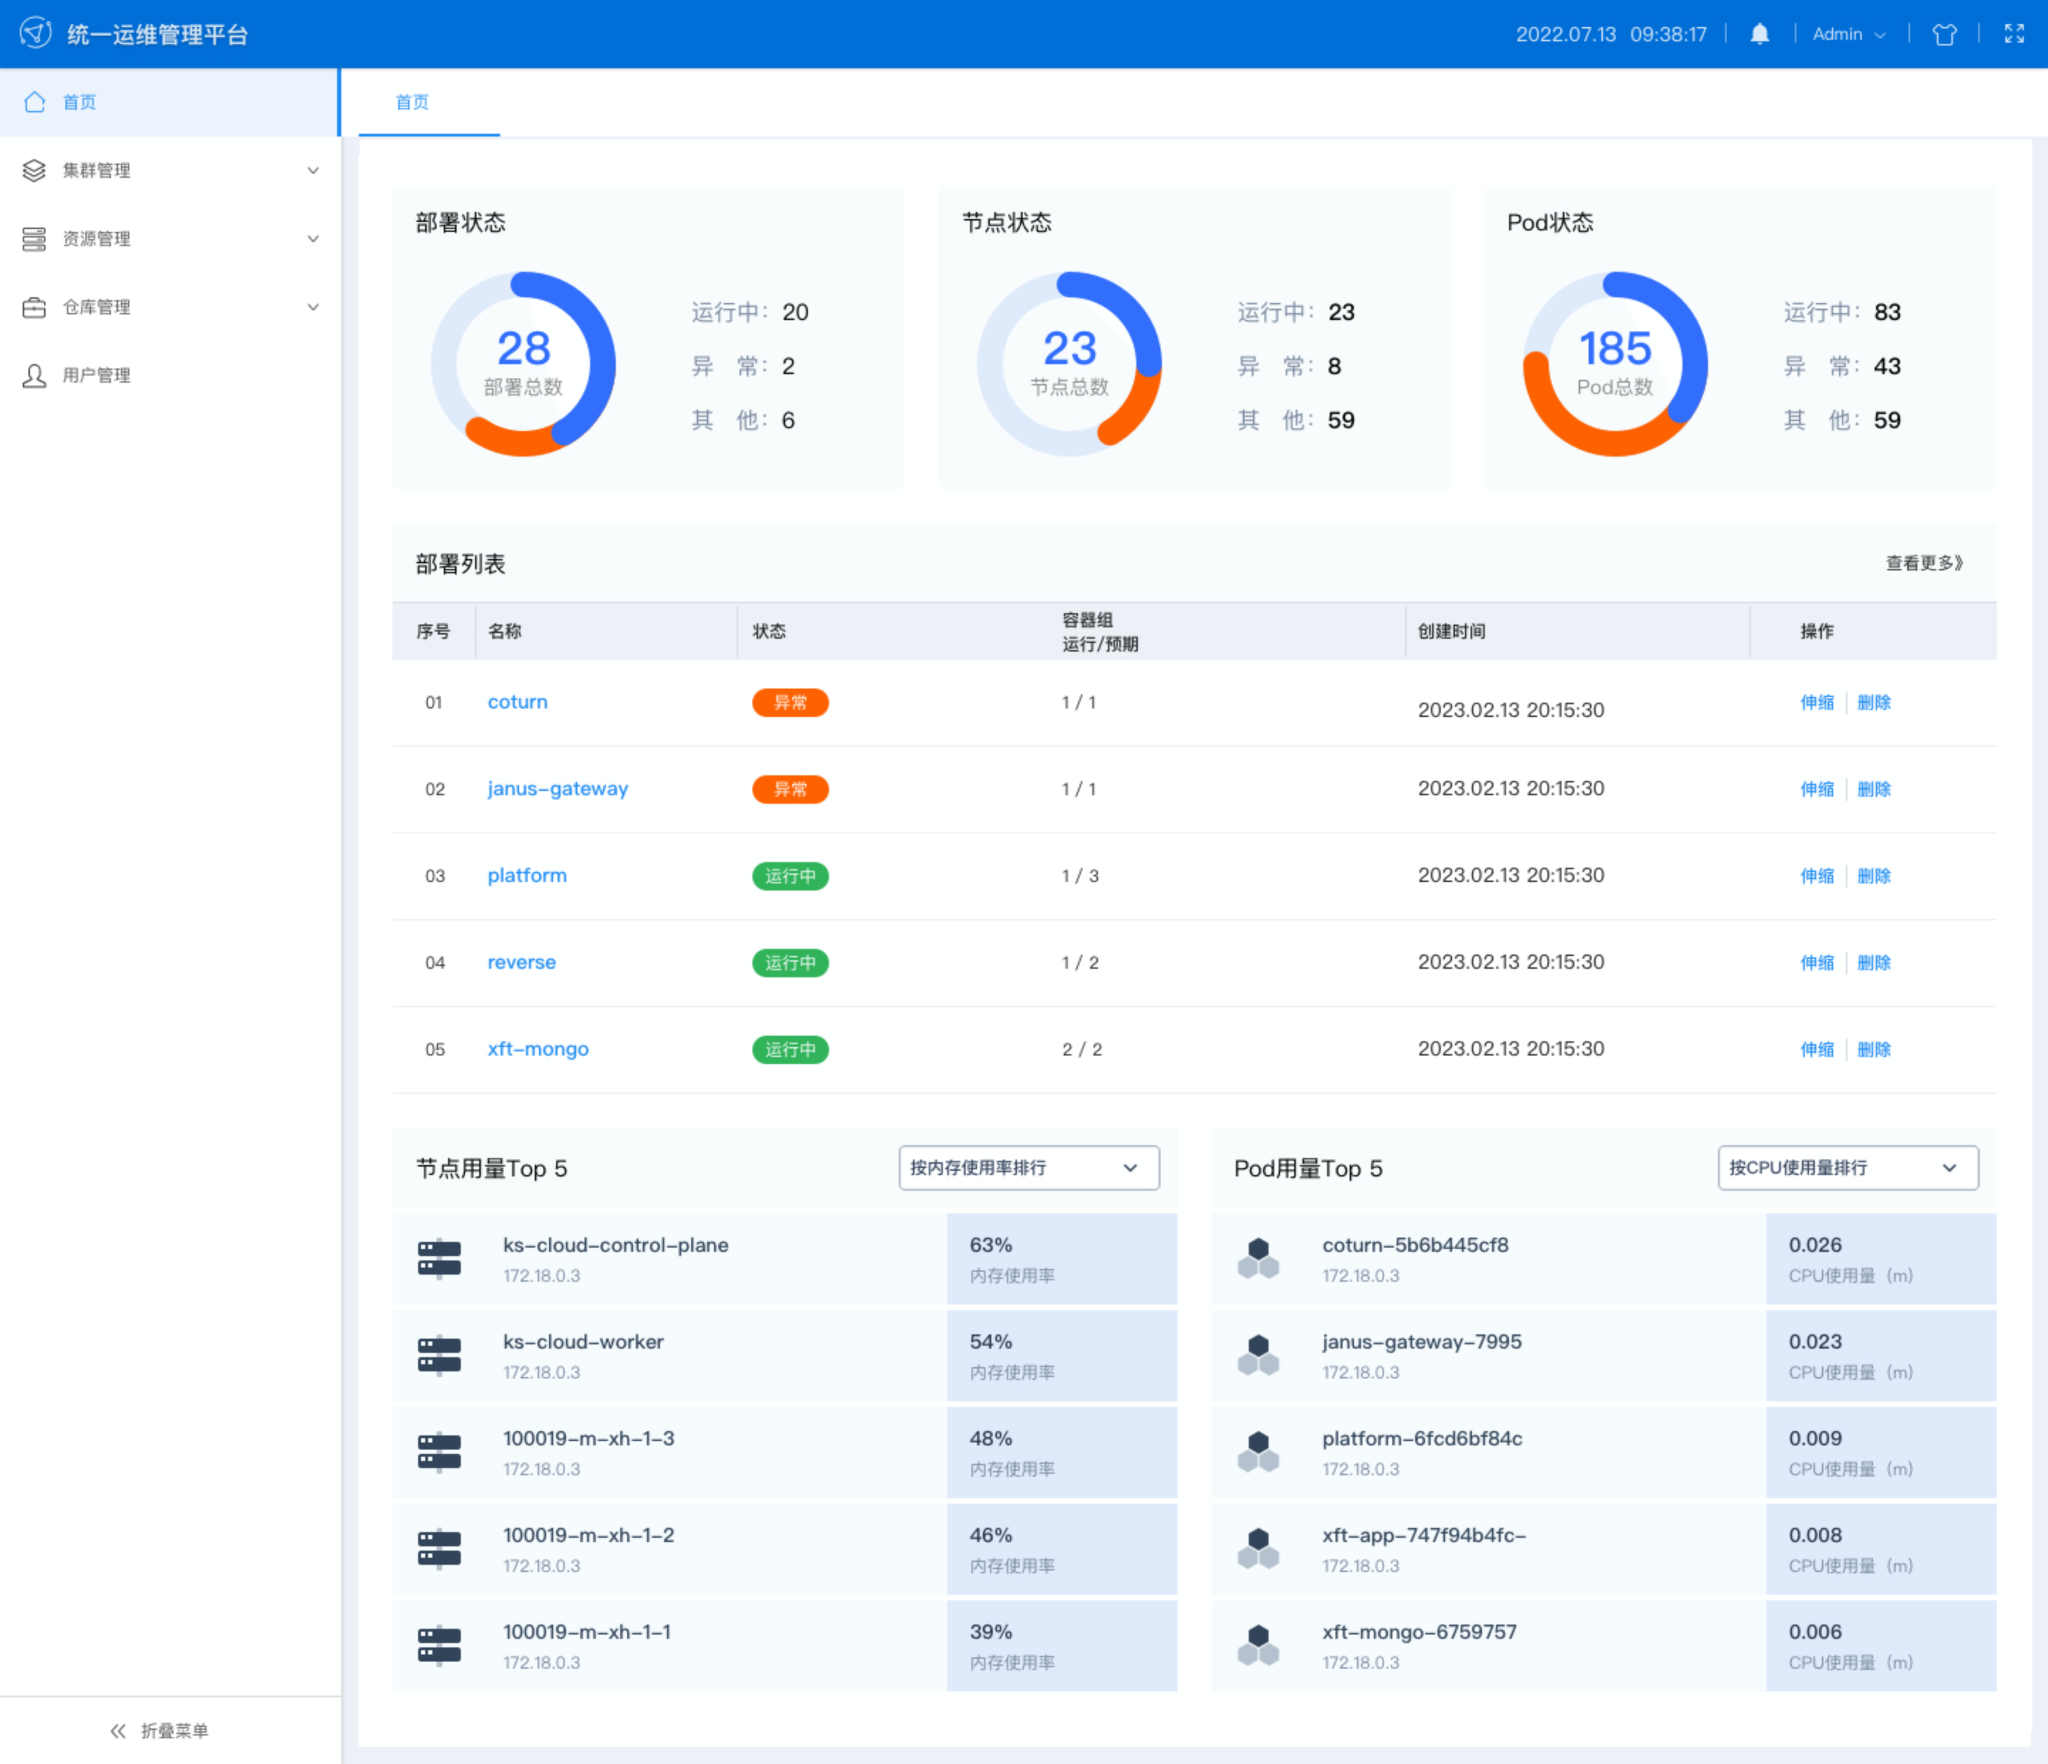 统一运维管理平台
2022.07.13 09:38:17
Admin
首页
集群管理
资源管理
仓库管理
用户管理
折叠菜单
首页
部署状态
28
部署总数
运行中：20
异 常：2
其 他：6
节点状态
23
节点总数
运行中：23
异 常：8
其 他：59
Pod状态
185
Pod总数
运行中：83
异 常：43
其 他：59
部署列表
查看更多》
序号 名称 状态 容器组 运行/预期 创建时间 操作
01 coturn 异常 1 / 1 2023.02.13 20:15:30 伸缩 删除
02 janus-gateway 异常 1 / 1 2023.02.13 20:15:30 伸缩 删除
03 platform 运行中 1 / 3 2023.02.13 20:15:30 伸缩 删除
04 reverse 运行中 1 / 2 2023.02.13 20:15:30 伸缩 删除
05 xft-mongo 运行中 2 / 2 2023.02.13 20:15:30 伸缩 删除
节点用量Top 5
按内存使用率排行
ks-cloud-control-plane 63%
172.18.0.3 内存使用率
ks-cloud-worker 54%
172.18.0.3 内存使用率
100019-m-xh-1-3 48%
172.18.0.3 内存使用率
100019-m-xh-1-2 46%
172.18.0.3 内存使用率
100019-m-xh-1-1 39%
172.18.0.3 内存使用率
Pod用量Top 5
按CPU使用量排行
coturn-5b6b445cf8 0.026
172.18.0.3 CPU使用量（m）
janus-gateway-7995 0.023
172.18.0.3 CPU使用量（m）
platform-6fcd6bf84c 0.009
172.18.0.3 CPU使用量（m）
xft-app-747f94b4fc- 0.008
172.18.0.3 CPU使用量（m）
xft-mongo-6759757 0.006
172.18.0.3 CPU使用量（m）